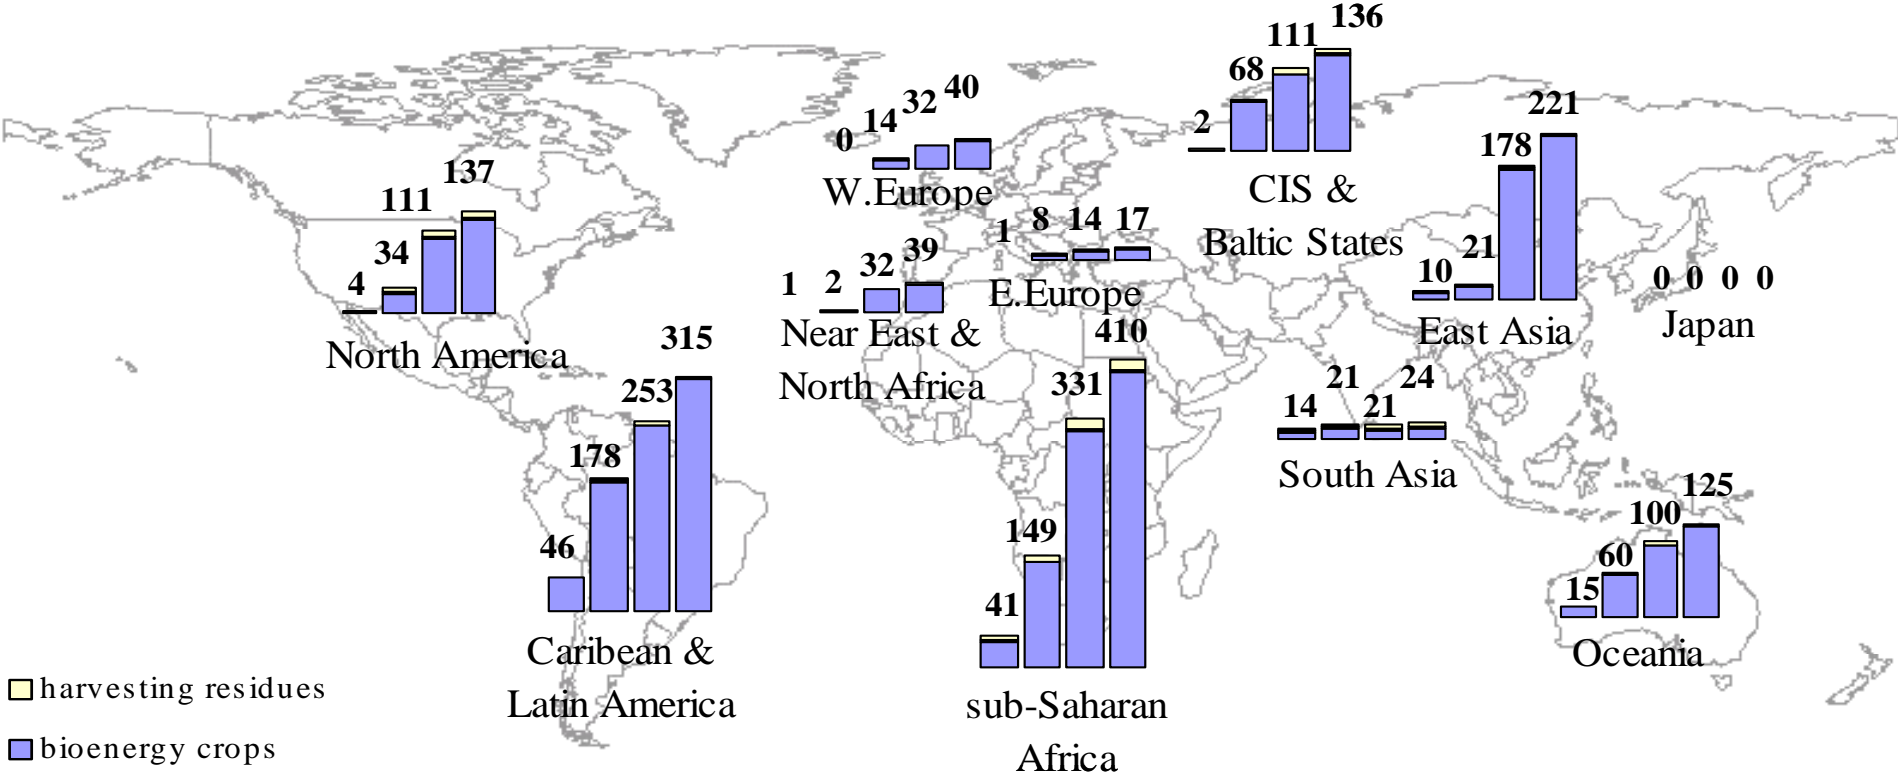 136
111
68
2
40
32
14
0
W.Europe
CIS &
Baltic States
221
178
21
10
East Asia
0 0 0 0
Japan
137
111
34
4
North America
1 8 14 17
E.Europe
39
32
2
1
Near East &
North Africa
315
253
178
46
Caribean &
Latin America
410
331
149
41
sub-Saharan
Africa
14 21 21 24
South Asia
125
100
60
15
Oceania
harvesting residues
bioenergy crops